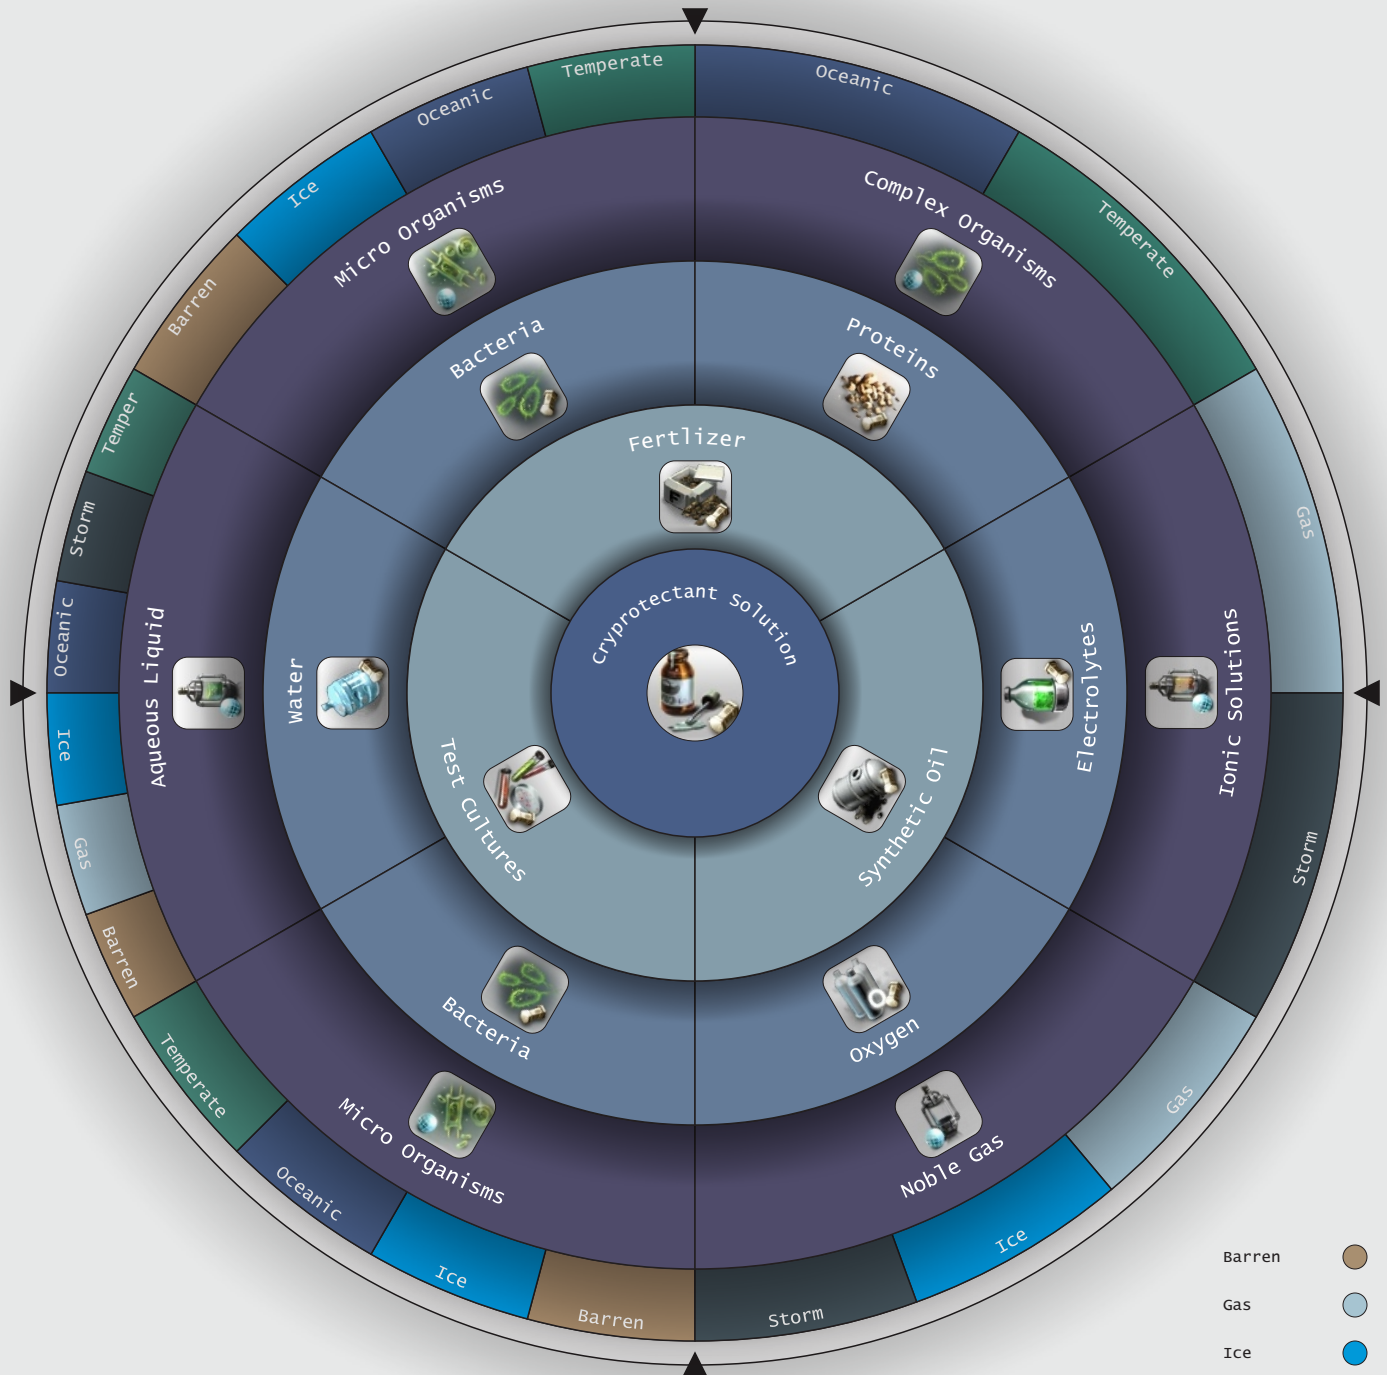 Temperate
Oceanic
Oceanic
Ice
Temperate
Barren
Micro Organisms
Complex Organisms
Bacteria
Proteins
Fertlizer
Temper
Storm
Oceanic
Ice
Gas
Barren
Aqueous Liquid
Water
Cryprotectant Solution
Test Cultures
Synthetic Oil
Electrolytes
Ionic Solutions
Gas
Storm
Bacteria
Oxygen
Micro Organisms
Noble Gas
Temperate
Oceanic
Ice
Barren
Storm
Ice
Gas
Barren
Gas
Ice